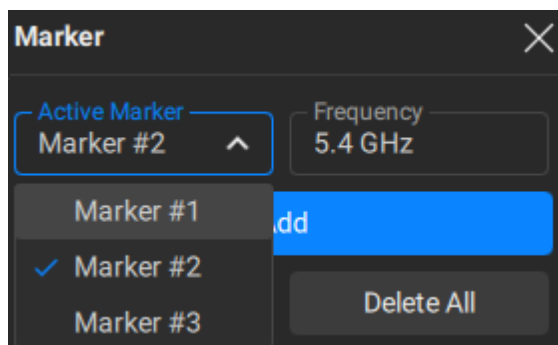 Marker
Active Marker
Marker #2
Frequency
5.4 GHz
Marker #1
dd
Marker #2
Marker #3
Delete All